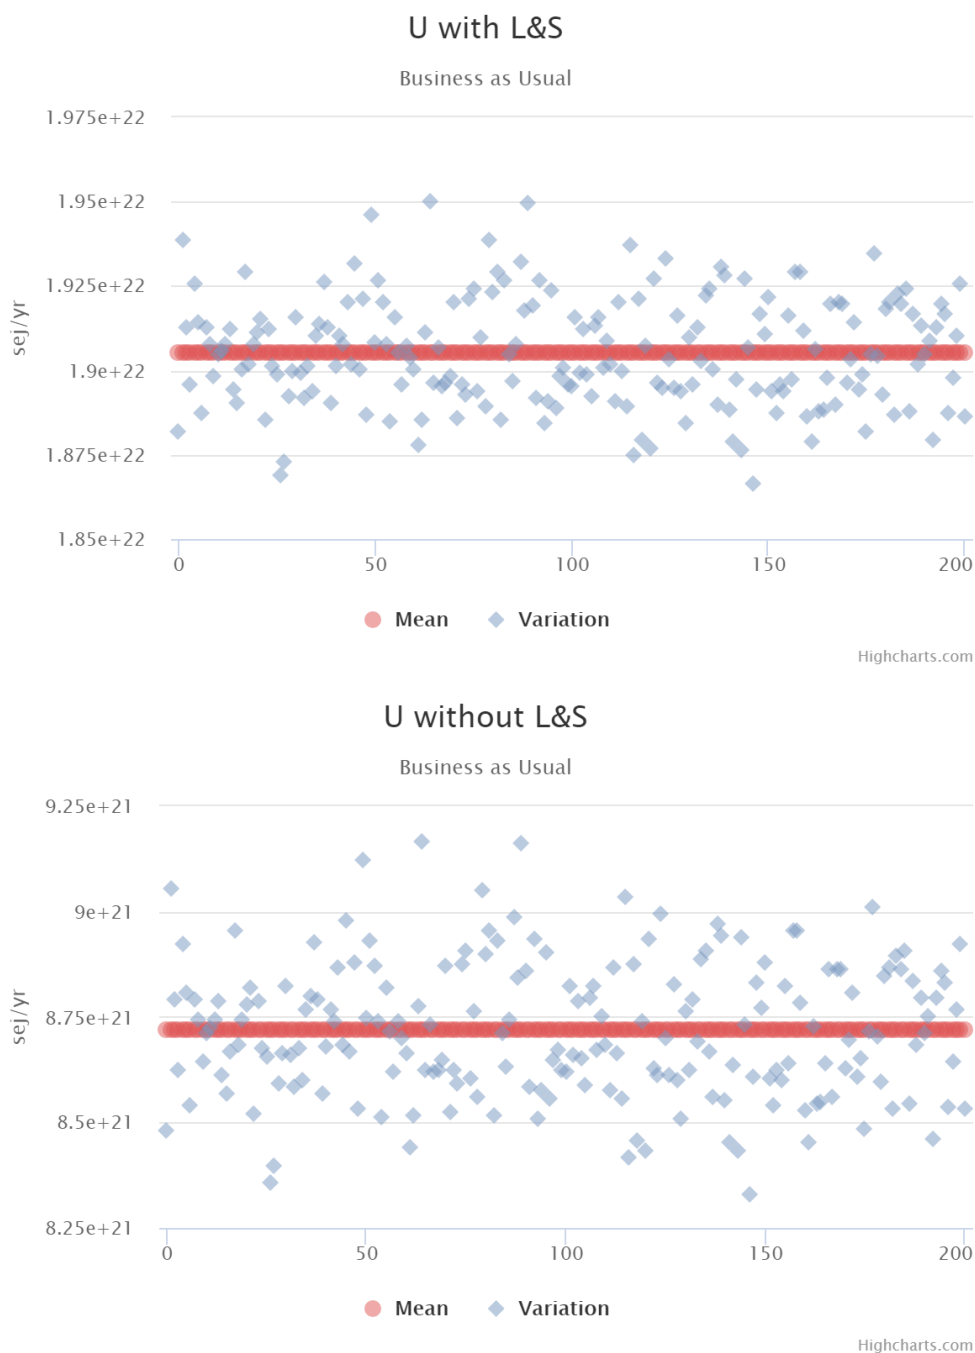 U with L&S
Business as Usual
1.975e+22
1.95e+22
1.925e+22
1.9e+22
1.875e+22
1.85e+22
sej/yr
0 50 100 150 200
Mean Variation
Highcharts.com
U without L&S
Business as Usual
9.25e+21
9e+21
8.75e+21
8.5e+21
8.25e+21
sej/yr
0 50 100 150 200
Mean Variation
Highcharts.com